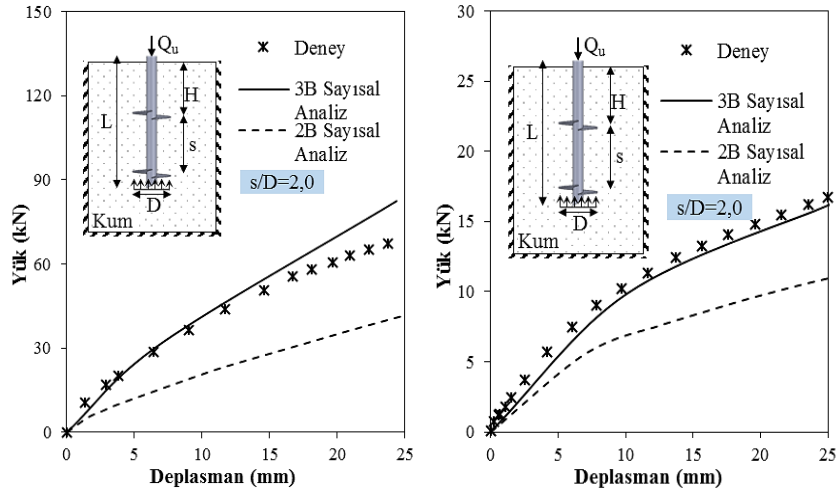 150
120
90
60
30
0
Yük (kN)
0
5
10
15
20
25
Deplasman (mm)
Qu
L
H
s
D
Kum
Deney
3B Sayısal
Analiz
2B Sayısal
Analiz
s/D=2,0
30
25
20
15
10
5
0
Yük (kN)
0
5
10
15
20
25
Deplasman (mm)
Qu
L
H
s
D
Kum
Deney
3B Sayısal
Analiz
2B Sayısal
Analiz
s/D=2,0